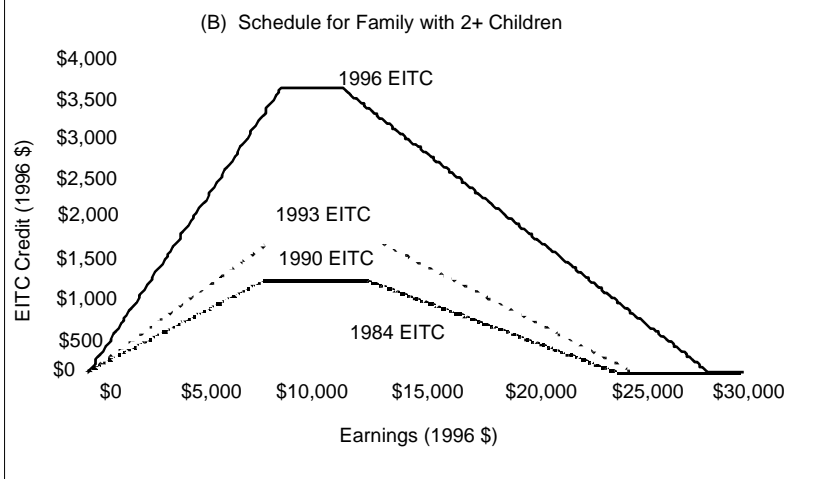 (B) Schedule for Family with 2+ Children
$4,000
$3,500
$3,000
$2,500
$2,000
$1,500
$1,000
$500
$0
EITC Credit (1996 $)
1996 EITC
1993 EITC
1990 EITC
1984 EITC
$0 $5,000 $10,000 $15,000 $20,000 $25,000 $30,000
Earnings (1996 $)